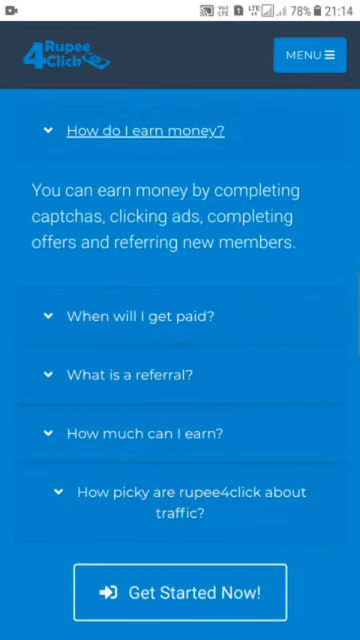 78% 21:14
Rupee
4Click
MENU
How do I earn money?
You can earn money by completing
captchas, clicking ads, completing
offers and referring new members.
When will I get paid?
What is a referral?
How much can I earn?
How picky are rupee4click about
traffic?
Get Started Now!